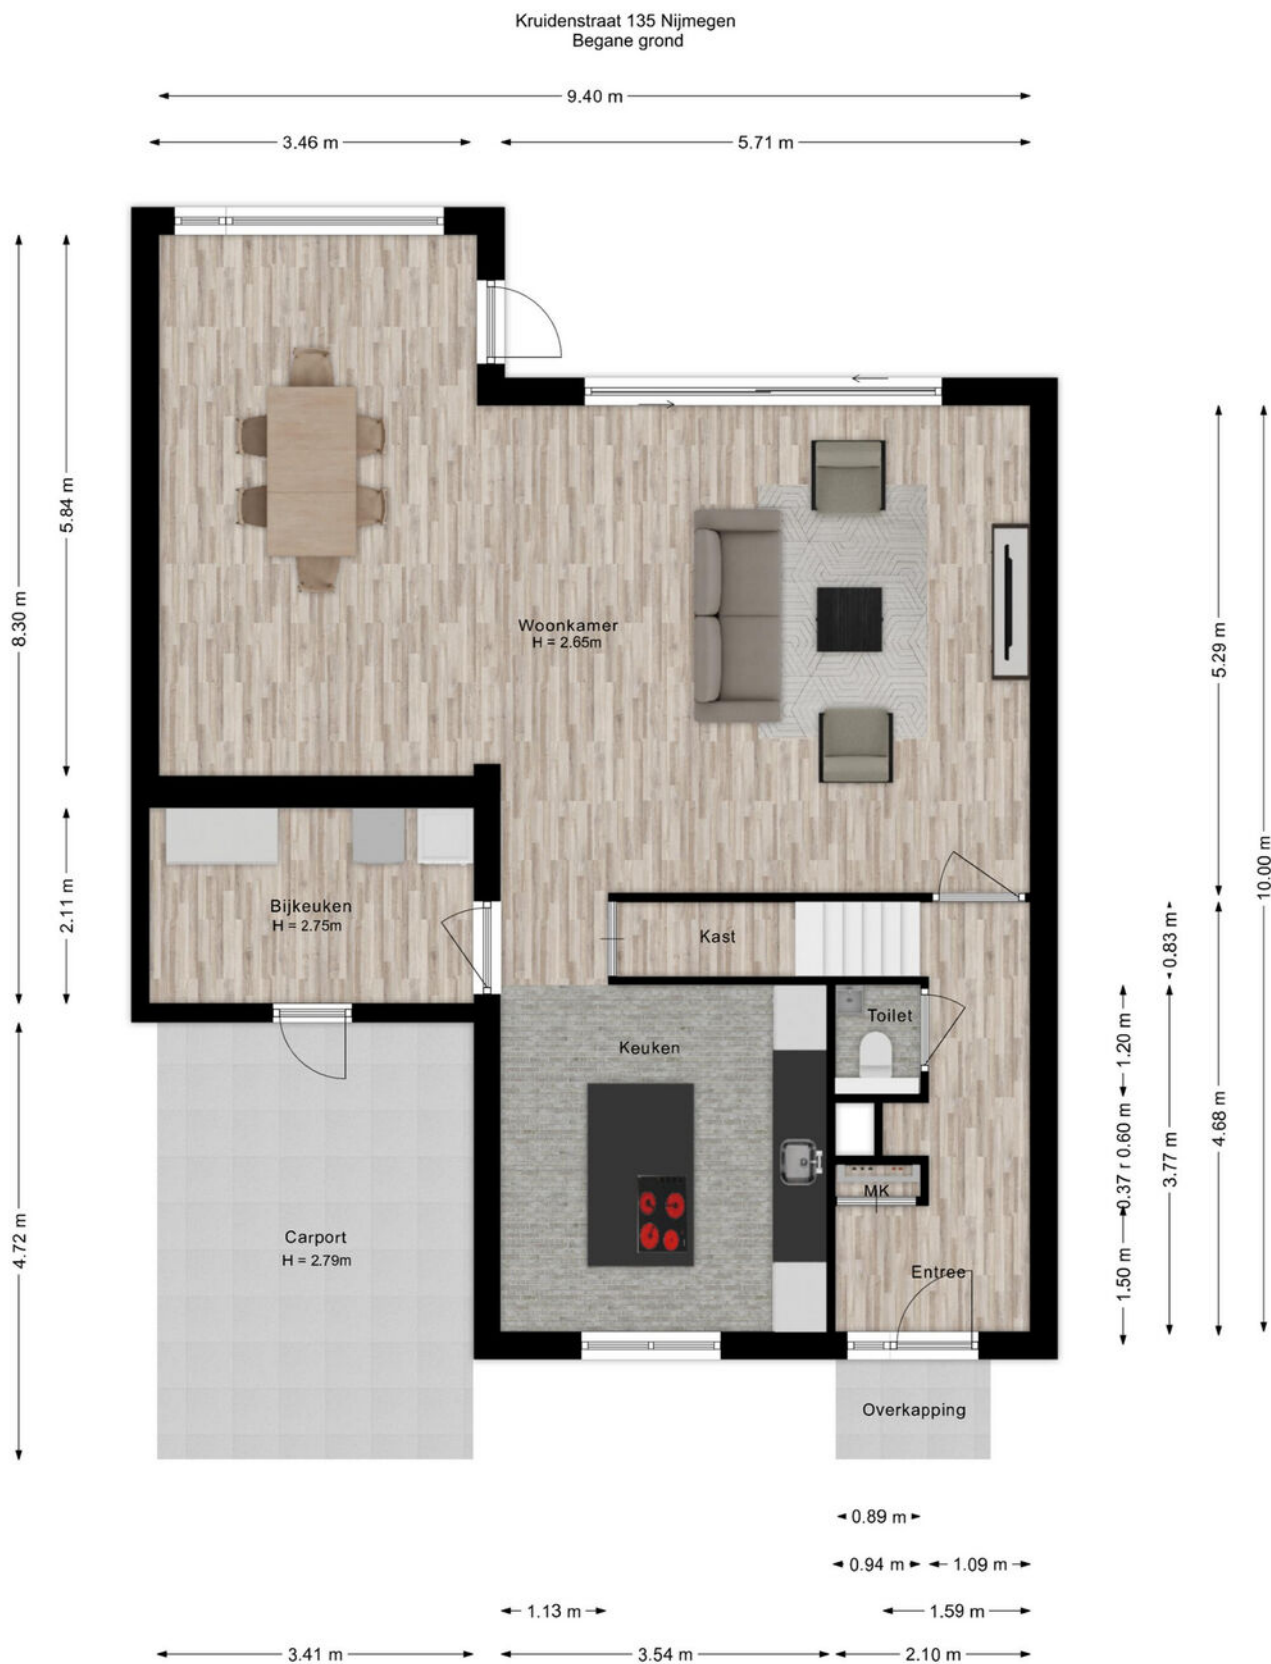 Kruidenstraat 135 Nijmegen
Begane grond
9.40 m
3.46 m
5.71 m
8.30 m
5.84 m
2.11 m
4.72 m
Woonkamer
H = 2.65m
Bijkeuken
H = 2.75m
Kast
Toilet
Keuken
MK
Carport
H = 2.79m
Entree
Overkapping
5.29 m
10.00 m
0.83 m
4.68 m
3.77 m
1.20 m
0.60 m
1.50 m
0.89 m
0.94 m
1.09 m
1.13 m
1.59 m
3.41 m
3.54 m
2.10 m